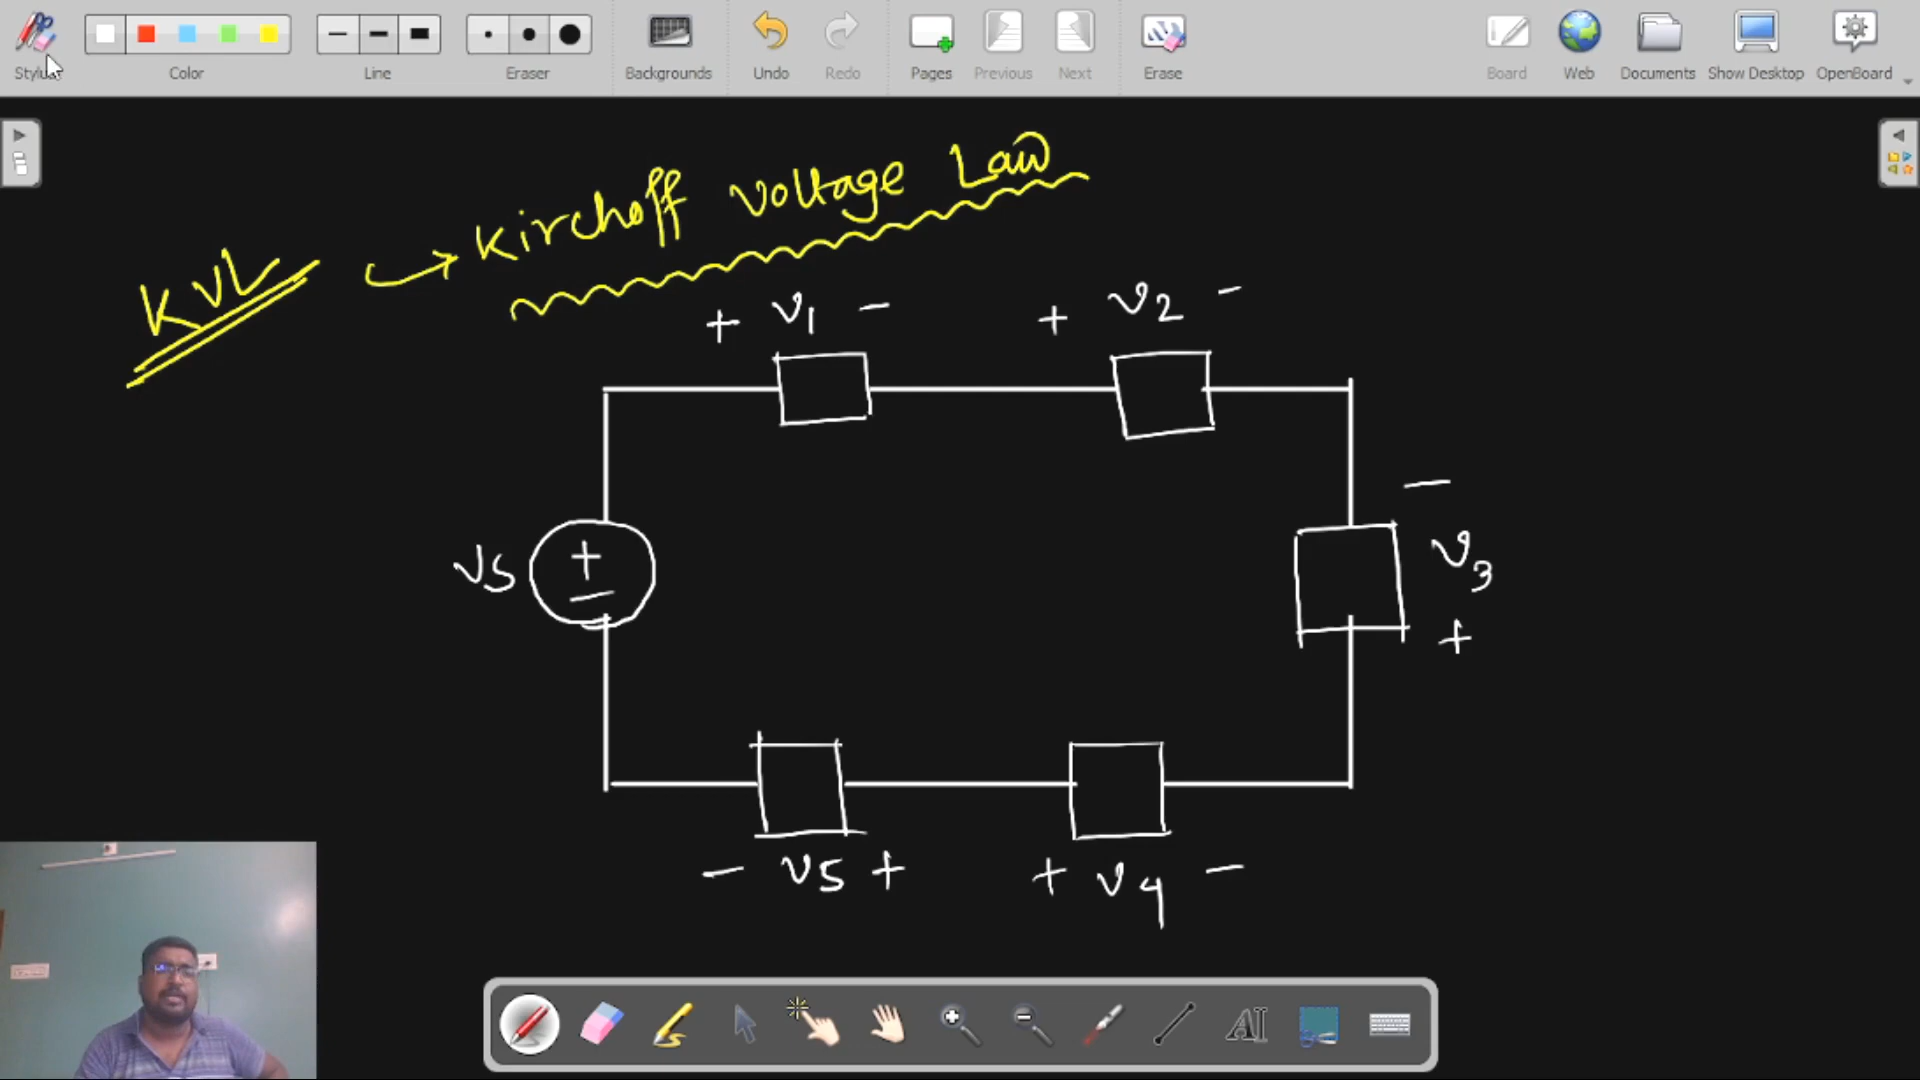 Stylus
Color
Line
Eraser
Backgrounds
Undo
Redo
Pages
Previous
Next
Erase
Board
Web
Documents
Show Desktop
OpenBoard
KVL → Kirchoff Voltage Law
+ V1 -
+ V2 -
-
V3
+
VS
+
-
- V5 +
+ V4 -
AI